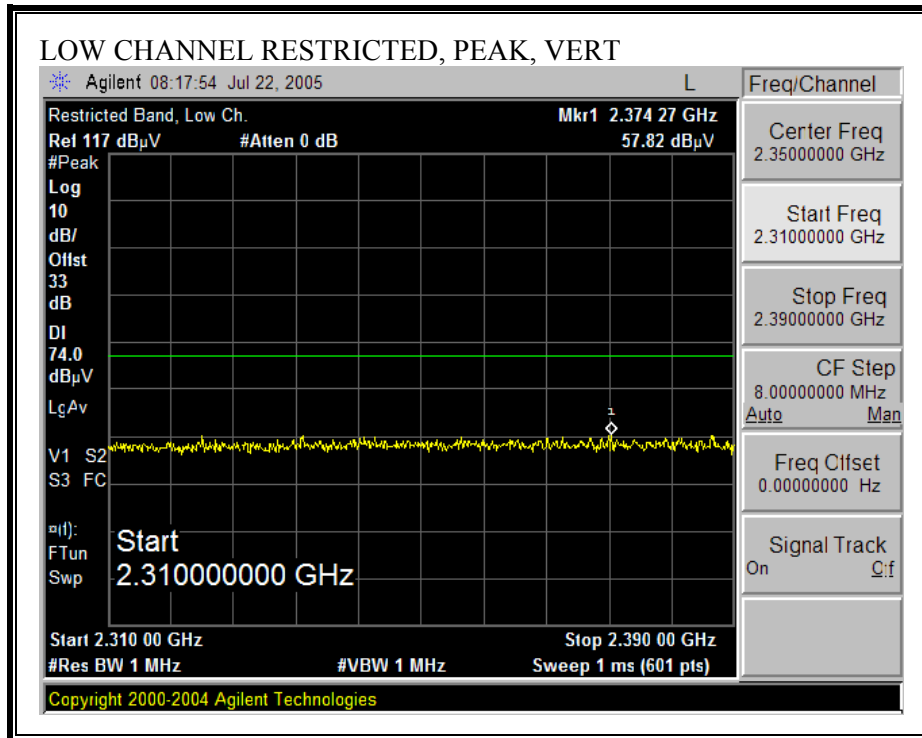 LOW CHANNEL RESTRICTED, PEAK, VERT
Agilent 08:17:54 Jul 22, 2005 L
Freq/Channel
Restricted Band, Low Ch. Mkr1 2.374 27 GHz
Ref 117 dBµV #Atten 0 dB 57.82 dBµV
#Peak
Log
10
dB/
Offst
33
dB
DI
74.0
dBµV
LgAv
1
V1 S2
S3 FC
¤(f):
FTun
Swp
Start
2.310000000 GHz
Start 2.310 00 GHz Stop 2.390 00 GHz
#Res BW 1 MHz #VBW 1 MHz Sweep 1 ms (601 pts)
Copyright 2000-2004 Agilent Technologies
Center Freq
2.35000000 GHz
Start Freq
2.31000000 GHz
Stop Freq
2.39000000 GHz
CF Step
8.00000000 MHz
Auto Man
Freq Offset
0.00000000 Hz
Signal Track
On Off